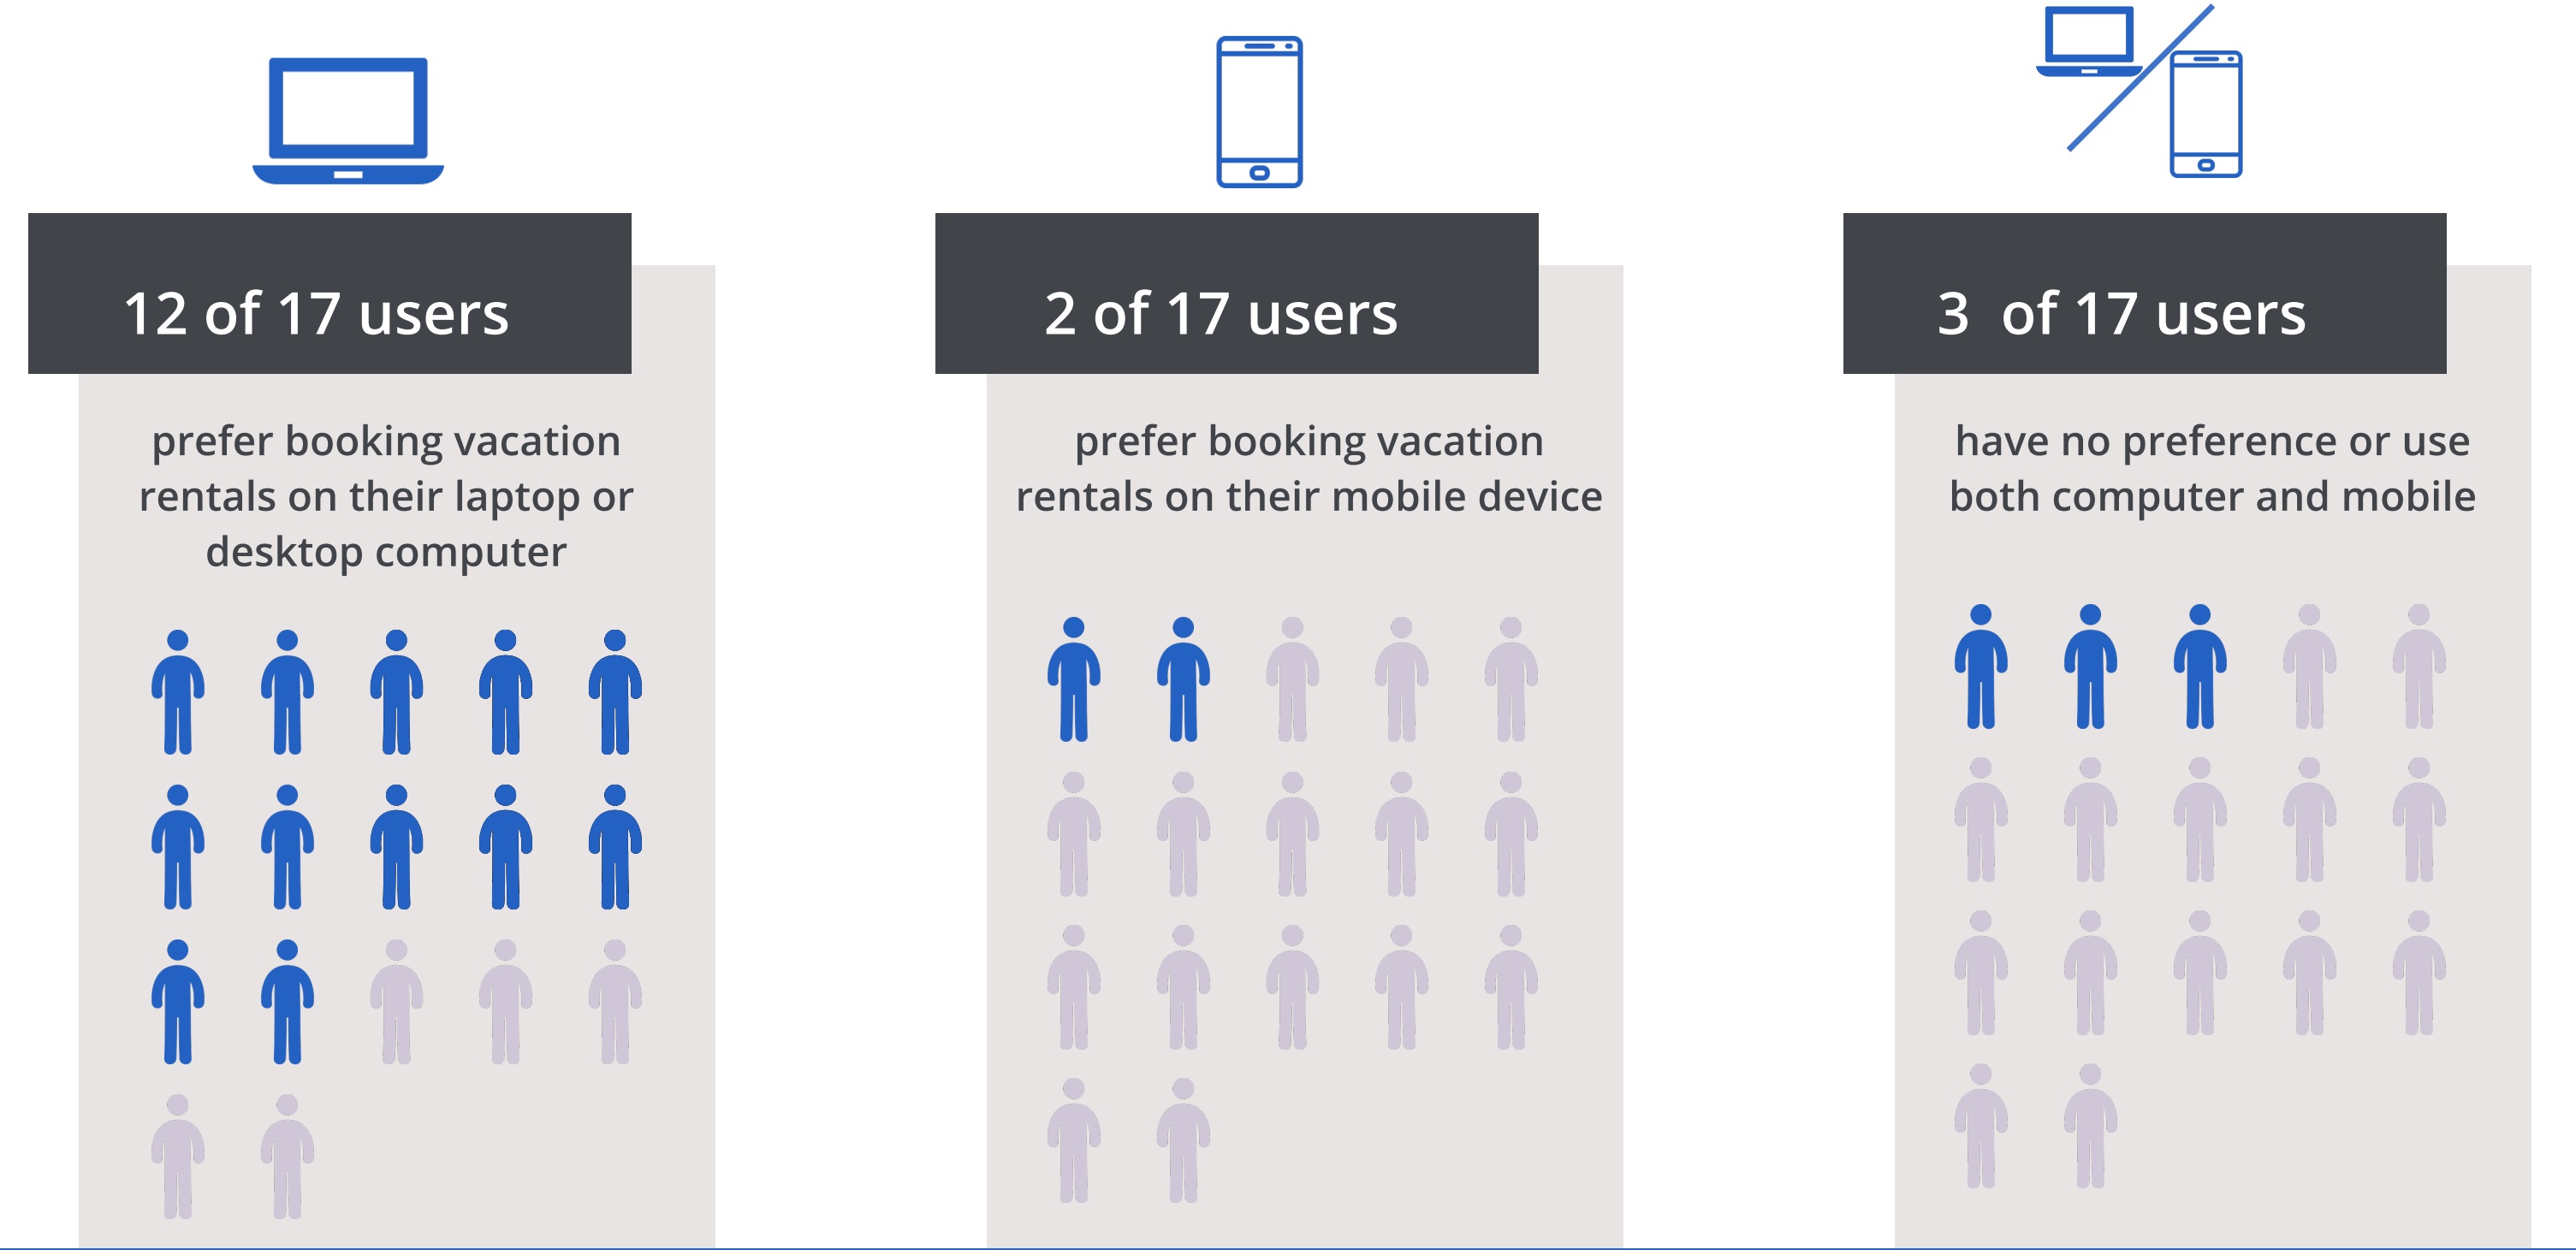 12 of 17 users
prefer booking vacation
rentals on their laptop or
desktop computer
2 of 17 users
prefer booking vacation
rentals on their mobile device
3  of 17 users
have no preference or use
both computer and mobile